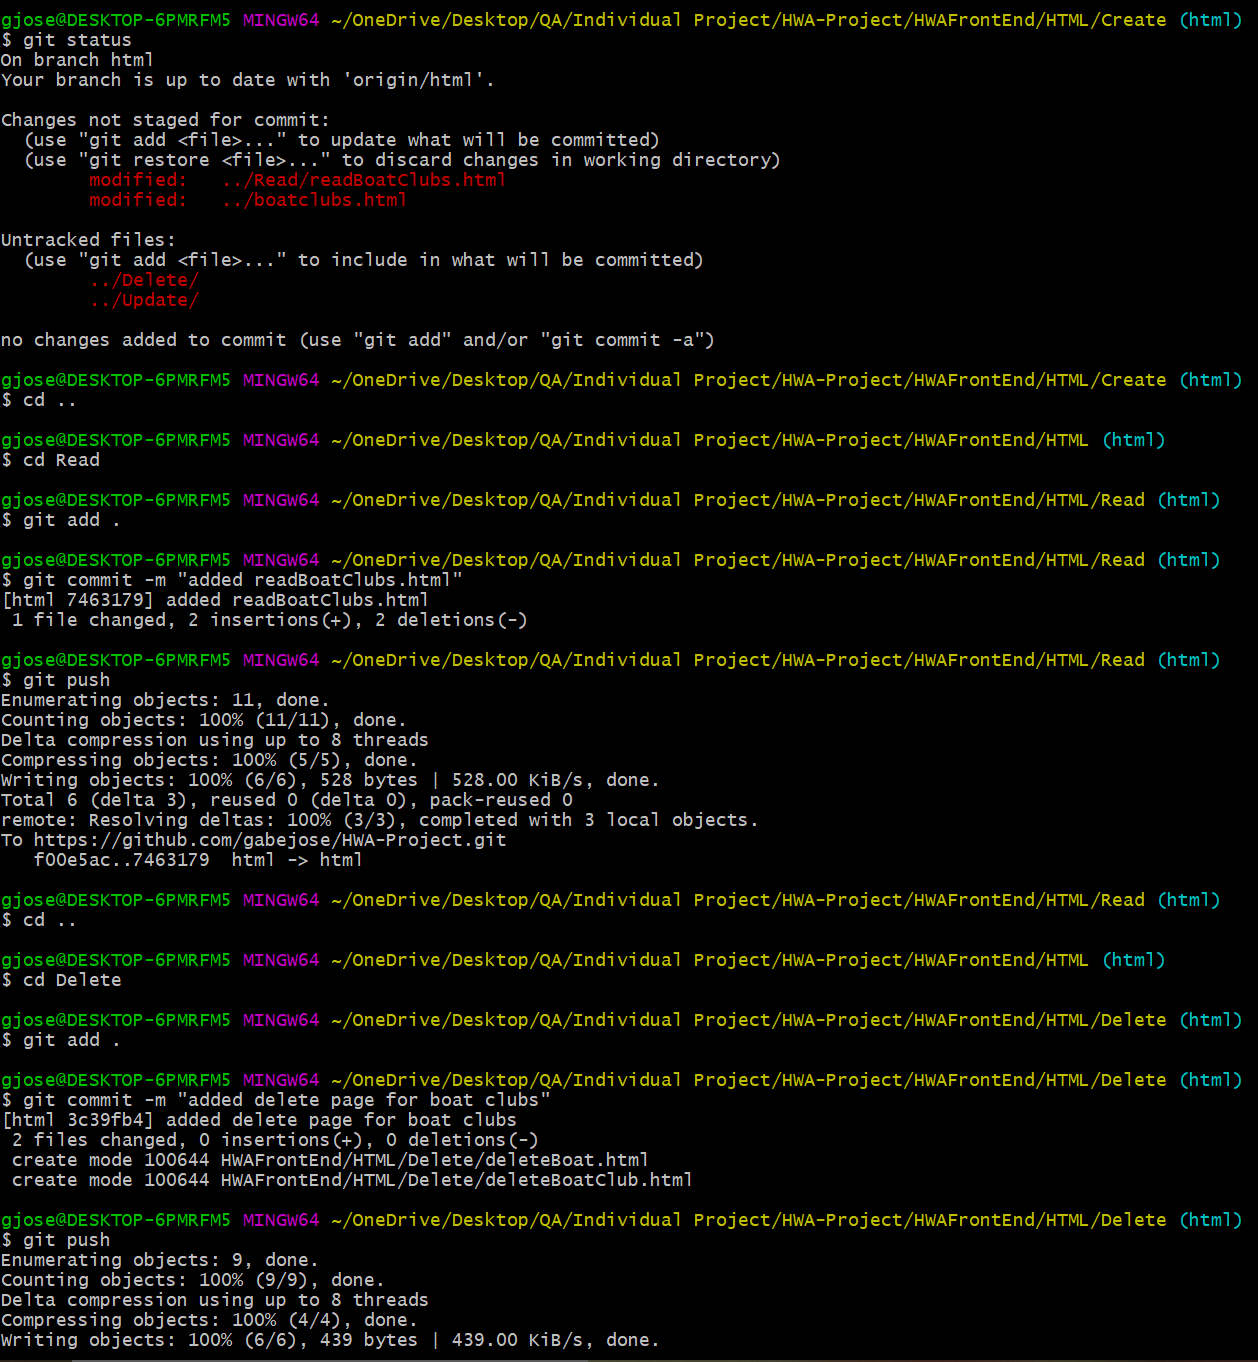 gjose@DESKTOP-6PMRFM5 MINGW64 ~/OneDrive/Desktop/QA/Individual Project/HWA-Project/HWAFrontEnd/HTML/Create (html)
$ git status
On branch html
Your branch is up to date with 'origin/html'.
Changes not staged for commit:
(use "git add <file>..." to update what will be committed)
(use "git restore <file>..." to discard changes in working directory)
modified:   ../Read/readBoatClubs.html
modified:   ../boatclubs.html
Untracked files:
(use "git add <file>..." to include in what will be committed)
../Delete/
../Update/
no changes added to commit (use "git add" and/or "git commit -a")
gjose@DESKTOP-6PMRFM5 MINGW64 ~/OneDrive/Desktop/QA/Individual Project/HWA-Project/HWAFrontEnd/HTML/Create (html)
$ cd ..
gjose@DESKTOP-6PMRFM5 MINGW64 ~/OneDrive/Desktop/QA/Individual Project/HWA-Project/HWAFrontEnd/HTML (html)
$ cd Read
gjose@DESKTOP-6PMRFM5 MINGW64 ~/OneDrive/Desktop/QA/Individual Project/HWA-Project/HWAFrontEnd/HTML/Read (html)
$ git add .
gjose@DESKTOP-6PMRFM5 MINGW64 ~/OneDrive/Desktop/QA/Individual Project/HWA-Project/HWAFrontEnd/HTML/Read (html)
$ git commit -m "added readBoatClubs.html"
[html 7463179] added readBoatClubs.html
1 file changed, 2 insertions(+), 2 deletions(-)
gjose@DESKTOP-6PMRFM5 MINGW64 ~/OneDrive/Desktop/QA/Individual Project/HWA-Project/HWAFrontEnd/HTML/Read (html)
$ git push
Enumerating objects: 11, done.
Counting objects: 100% (11/11), done.
Delta compression using up to 8 threads
Compressing objects: 100% (5/5), done.
Writing objects: 100% (6/6), 528 bytes | 528.00 KiB/s, done.
Total 6 (delta 3), reused 0 (delta 0), pack-reused 0
remote: Resolving deltas: 100% (3/3), completed with 3 local objects.
To https://github.com/gabejose/HWA-Project.git
f00e5ac..7463179  html -> html
gjose@DESKTOP-6PMRFM5 MINGW64 ~/OneDrive/Desktop/QA/Individual Project/HWA-Project/HWAFrontEnd/HTML/Read (html)
$ cd ..
gjose@DESKTOP-6PMRFM5 MINGW64 ~/OneDrive/Desktop/QA/Individual Project/HWA-Project/HWAFrontEnd/HTML (html)
$ cd Delete
gjose@DESKTOP-6PMRFM5 MINGW64 ~/OneDrive/Desktop/QA/Individual Project/HWA-Project/HWAFrontEnd/HTML/Delete (html)
$ git add .
gjose@DESKTOP-6PMRFM5 MINGW64 ~/OneDrive/Desktop/QA/Individual Project/HWA-Project/HWAFrontEnd/HTML/Delete (html)
$ git commit -m "added delete page for boat clubs"
[html 3c39fb4] added delete page for boat clubs
2 files changed, 0 insertions(+), 0 deletions(-)
create mode 100644 HWAFrontEnd/HTML/Delete/deleteBoat.html
create mode 100644 HWAFrontEnd/HTML/Delete/deleteBoatClub.html
gjose@DESKTOP-6PMRFM5 MINGW64 ~/OneDrive/Desktop/QA/Individual Project/HWA-Project/HWAFrontEnd/HTML/Delete (html)
$ git push
Enumerating objects: 9, done.
Counting objects: 100% (9/9), done.
Delta compression using up to 8 threads
Compressing objects: 100% (4/4), done.
Writing objects: 100% (6/6), 439 bytes | 439.00 KiB/s, done.